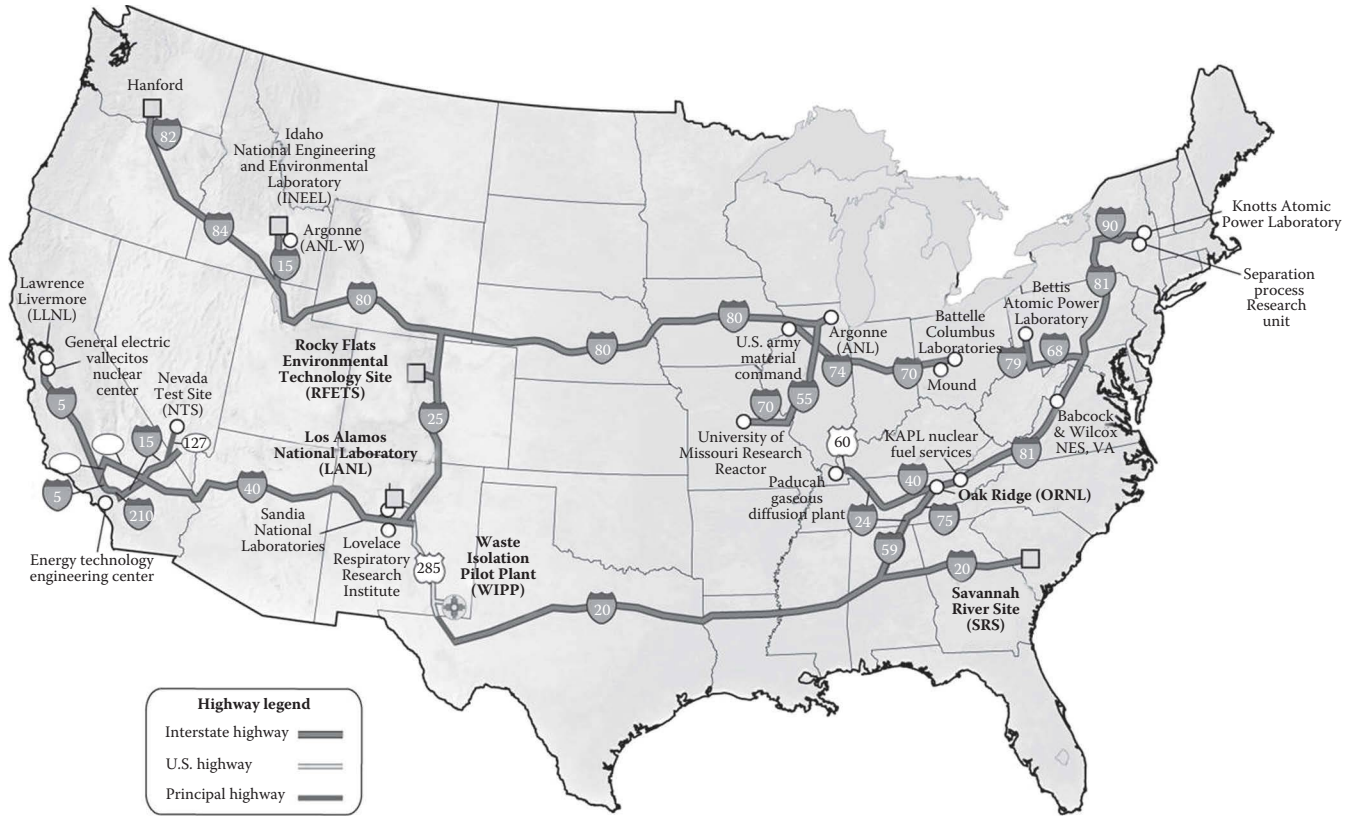 Hanford
82
Idaho
National Engineering
and Environmental
Laboratory
(INEEL)
Argonne
(ANL-W)
84
15
80
Lawrence
Livermore
(LLNL)
General electric
vallecitos
nuclear
center
Nevada
Test Site
(NTS)
5
15
127
5
210
Energy technology
engineering center
Rocky Flats
Environmental
Technology Site
(RFETS)
25
Los Alamos
National Laboratory
(LANL)
40
Sandia
National
Laboratories
Lovelace
Respiratory
Research
Institute
285
Waste
Isolation
Pilot Plant
(WIPP)
20
80
80
U.S. army
material
command
Argonne
(ANL)
74
70
Battelle
Columbus
Laboratories
Mound
70
55
University of
Missouri Research
Reactor
60
Paducah
gaseous
diffusion plant
KAPL nuclear
fuel services
40
24
75
Oak Ridge (ORNL)
59
20
Savannah
River Site
(SRS)
Bettis
Atomic Power
Laboratory
79
68
81
Babcock
& Wilcox
NES, VA
81
90
Knotts Atomic
Power Laboratory
Separation
process
Research
unit
Highway legend
Interstate highway
U.S. highway
Principal highway